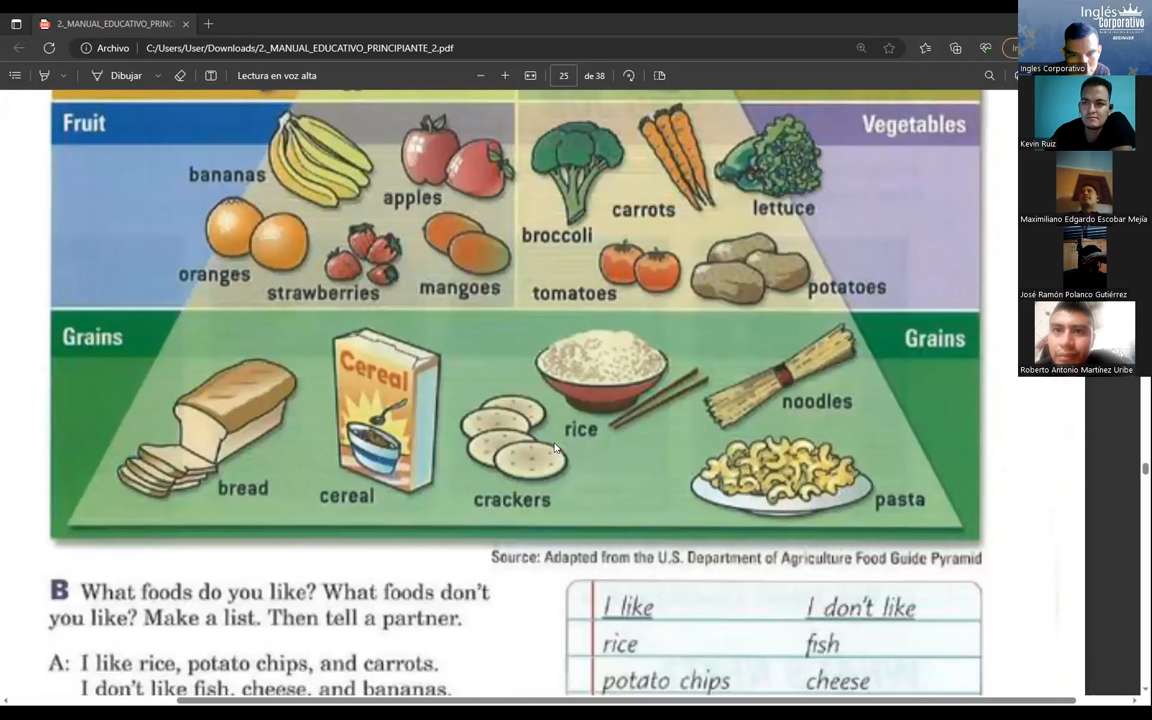 2._MANUAL_EDUCATIVO_PRINC
Archivo
C:/Users/User/Downloads/2._MANUAL_EDUCATIVO_PRINCIPIANTE_2.pdf
Dibujar
Lectura en voz alta
25
de 38
Fruit
Vegetables
bananas
apples
broccoli
carrots
lettuce
oranges
strawberries
mangoes
tomatoes
potatoes
Grains
Grains
bread
Cereal
cereal
crackers
rice
noodles
pasta
Source: Adapted from the U.S. Department of Agriculture Food Guide Pyramid
B What foods do you like? What foods don't
you like? Make a list. Then tell a partner.
A: I like rice, potato chips, and carrots.
I don't like fish, cheese, and bananas.
I like I don't like
rice fish
potato chips cheese
Inglés
Corporativo
BEGINNER
Ingles Corporativo
Kevin Ruiz
Maximiliano Edgardo Escobar Mejía
José Ramón Polanco Gutiérrez
Roberto Antonio Martínez Uribe